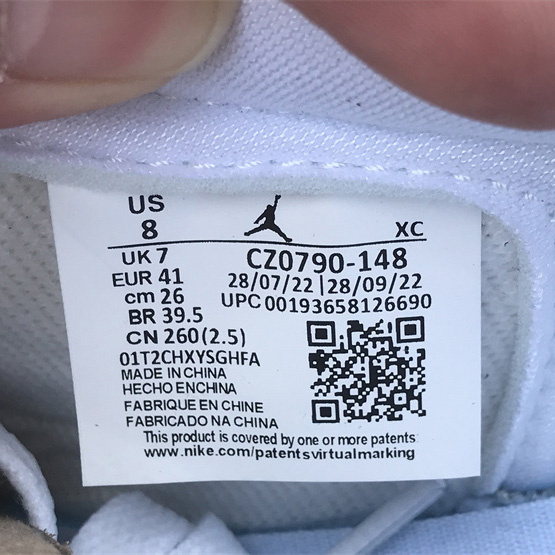 US
8
XC
UK 7
CZ0790-148
EUR 41
28/07/22 | 28/09/22
cm 26
UPC 00193658126690
BR 39.5
CN 260 (2.5)
01T2CHXYSGHFA
MADE IN CHINA
HECHO EN CHINA
FABRIQUE EN CHINE
FABRICADO NA CHINA
This product is covered by one or more patents
www.nike.com/patentsvirtualmarking